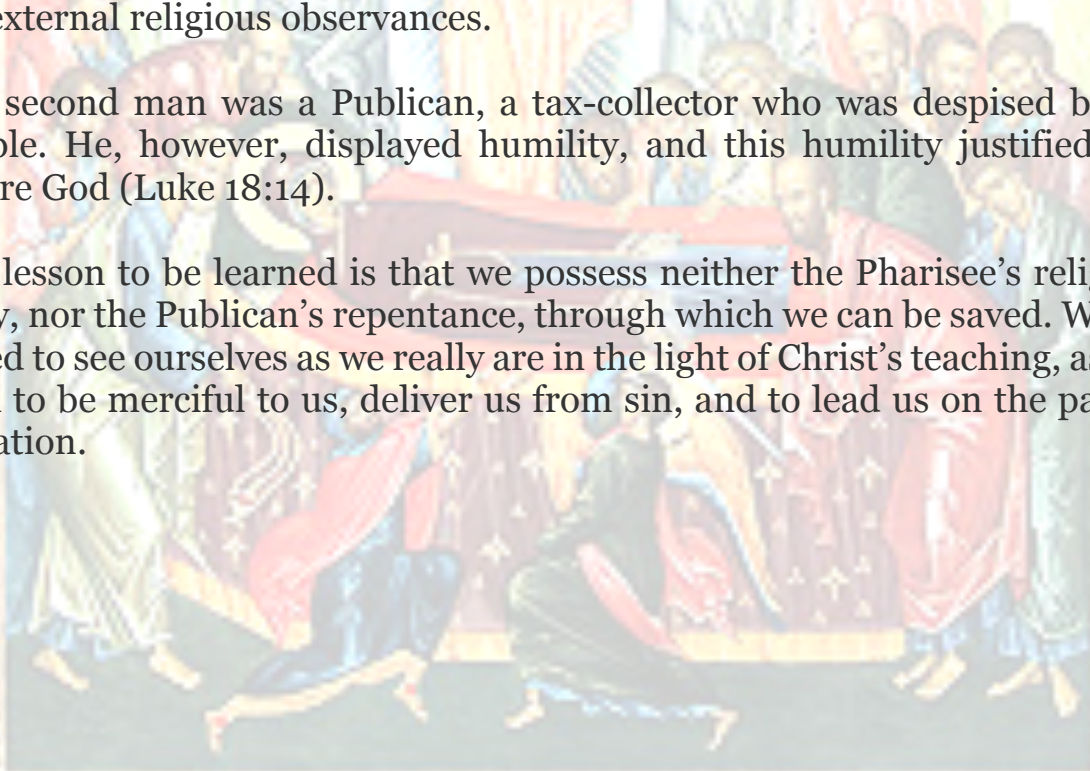 external religious observances.
second man was a Publican, a tax-collector who was despised b
ple. He, however, displayed humility, and this humility justified
re God (Luke 18:14).
lesson to be learned is that we possess neither the Pharisee’s relig
y, nor the Publican’s repentance, through which we can be saved. W
ed to see ourselves as we really are in the light of Christ’s teaching, as
to be merciful to us, deliver us from sin, and to lead us on the pa
ation.